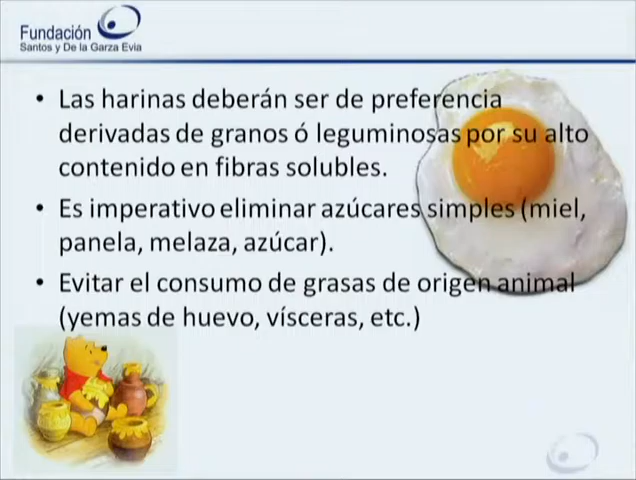 Fundación
Santos y De la Garza Evia
• Las harinas deberán ser de preferencia
derivadas de granos ó leguminosas por su alto
contenido en fibras solubles.
• Es imperativo eliminar azúcares simples (miel,
panela, melaza, azúcar).
• Evitar el consumo de grasas de origen animal
(yemas de huevo, vísceras, etc.)